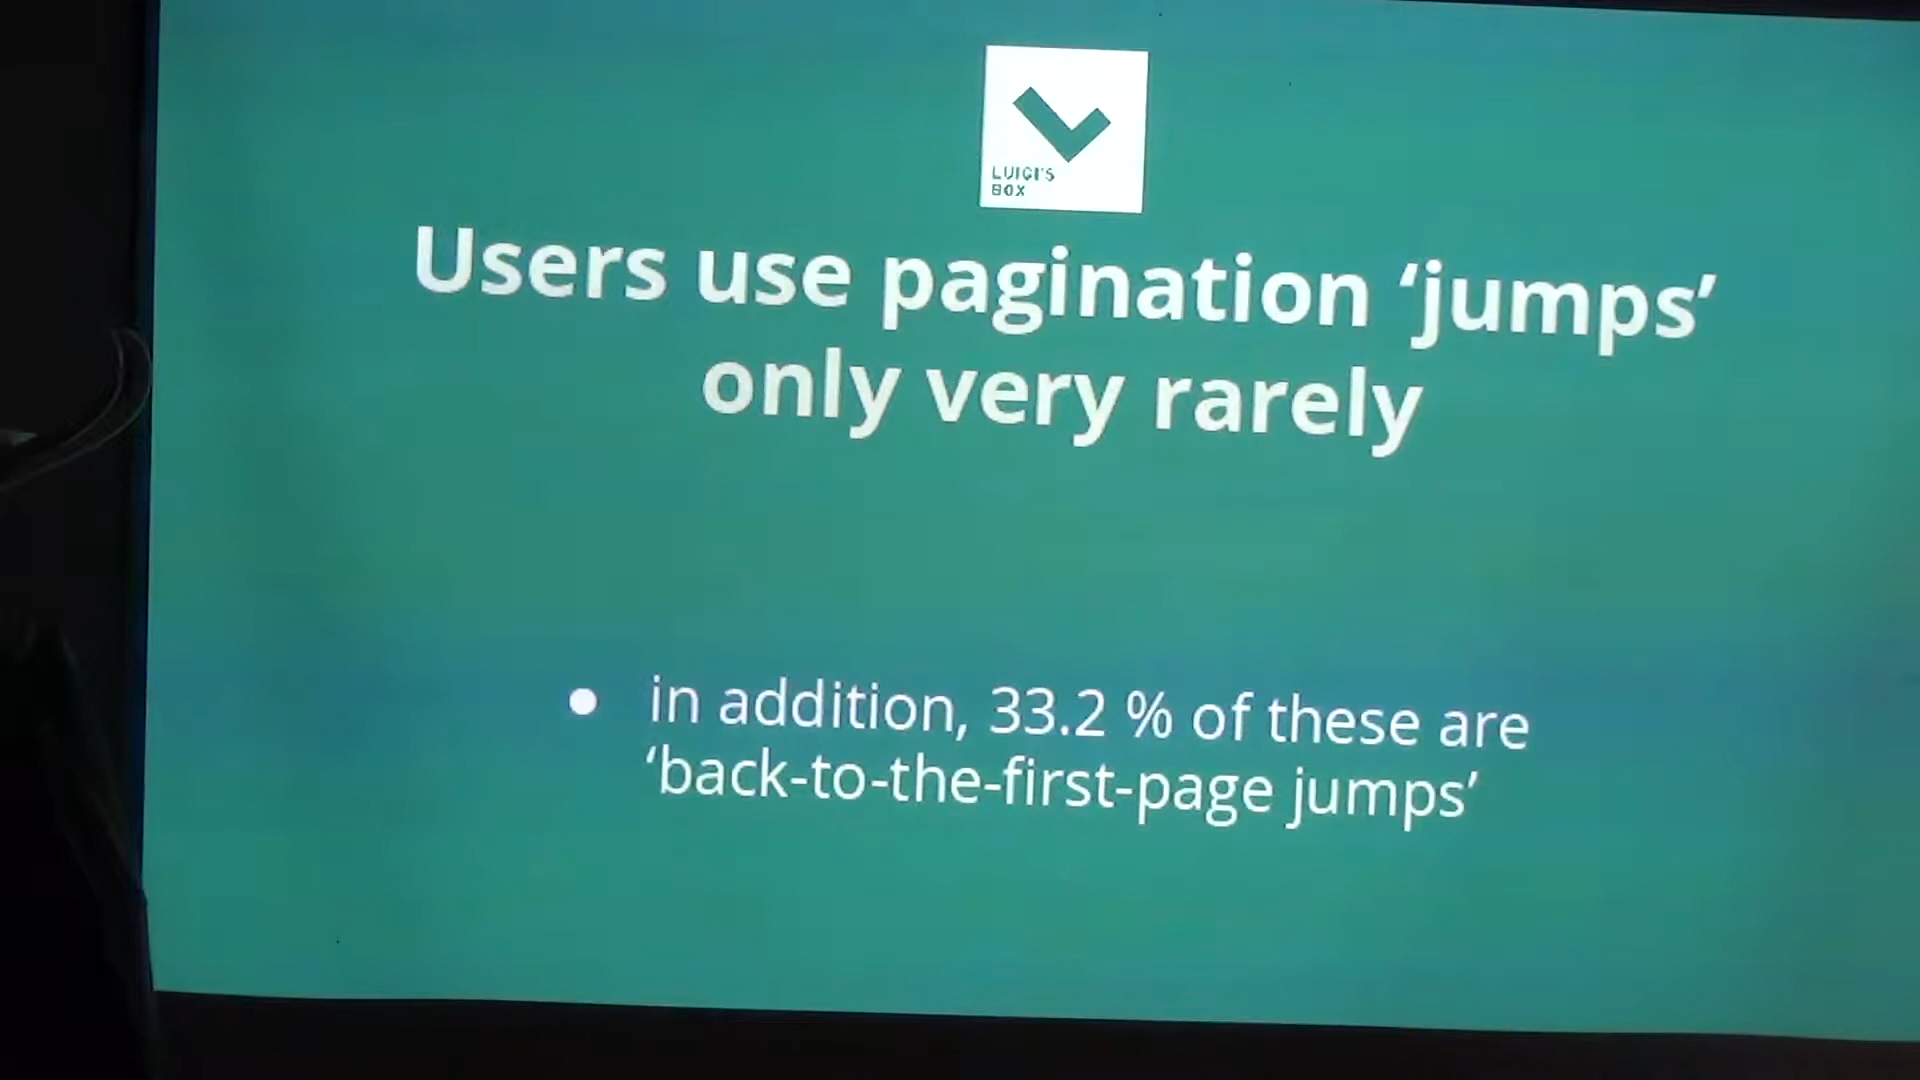 LUIGI'S
BOX
Users use pagination ‘jumps’
only very rarely
● in addition, 33.2 % of these are
‘back-to-the-first-page jumps’